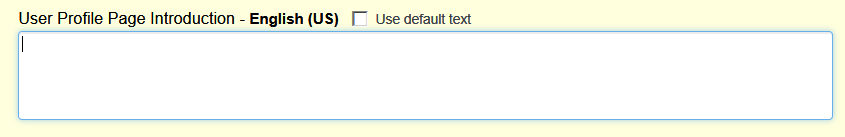 User Profile Page Introduction - English (US) Use default text